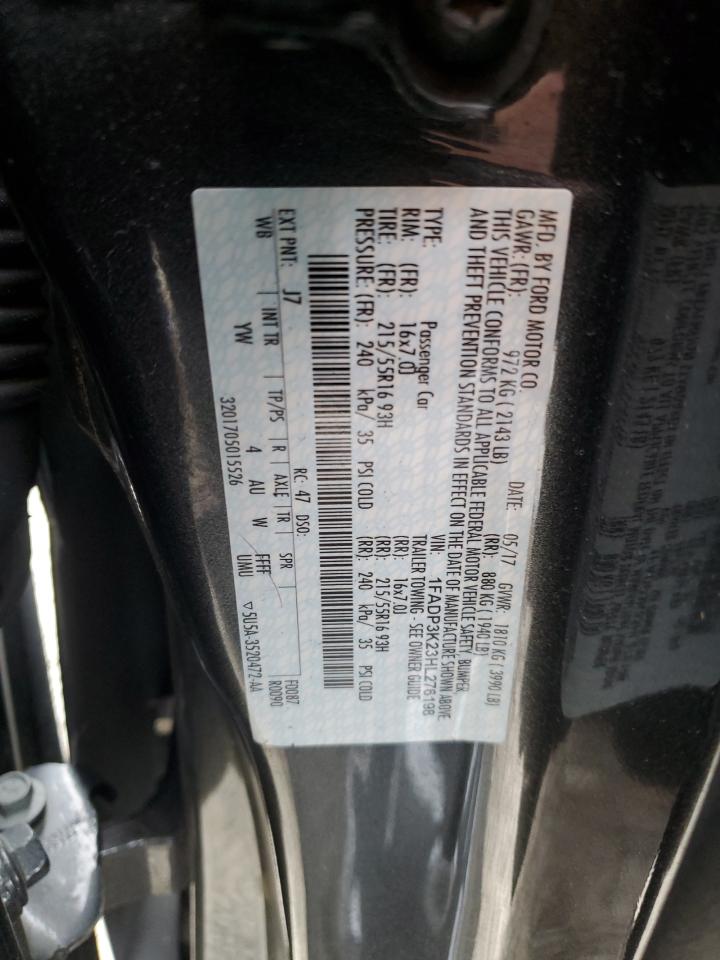 MFD. BY FORD MOTOR CO. DATE: 05/17 GVWR: 1810 KG ( 3990 LB)
GAWR: (FR): 972 KG ( 2143 LB) (RR): 880 KG ( 1940 LB)
THIS VEHICLE CONFORMS TO ALL APPLICABLE FEDERAL MOTOR VEHICLE SAFETY, BUMPER
AND THEFT PREVENTION STANDARDS IN EFFECT ON THE DATE OF MANUFACTURE SHOWN ABOVE.
VIN: 1FADP3K23HL276198
TYPE: Passenger Car TRAILER TOWING - SEE OWNER GUIDE
RIM: (FR): 16x7.0J (RR): 16x7.0J
TIRE: (FR): 215/55R16 93H (RR): 215/55R16 93H
PRESSURE: (FR): 240 kPa/ 35 PSI COLD (RR): 240 kPa/ 35 PSI COLD
EXT PNT: J7 RC: 47 DSO: F0087
WB | INT TR | TP/PS | R | AXLE | TR | SPR R0090
YW 4 AU W FFFF UMU ▽ 5U5A-3520472-AA
3201705015526